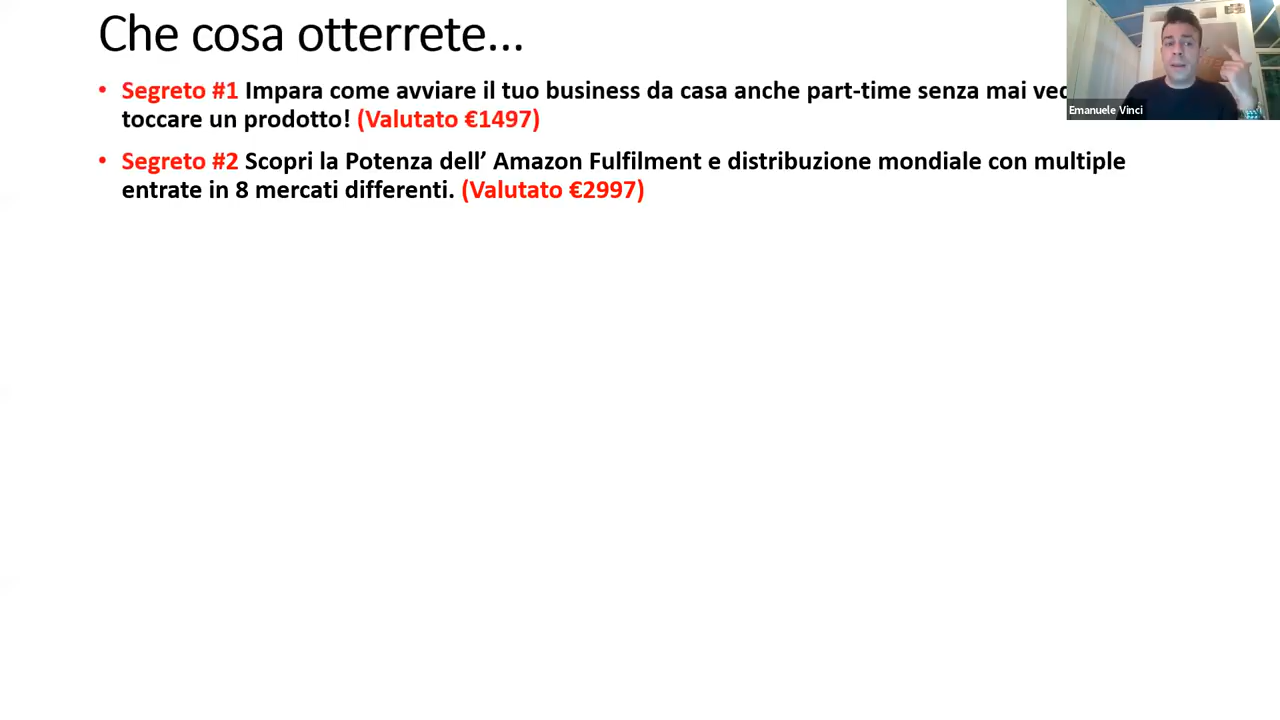 Che cosa otterrete...
• Segreto #1 Impara come avviare il tuo business da casa anche part-time senza mai
toccare un prodotto! (Valutato €1497)
• Segreto #2 Scopri la Potenza dell’ Amazon Fulfilment e distribuzione mondiale con multiple
entrate in 8 mercati differenti. (Valutato €2997)
Emanuele Vinci